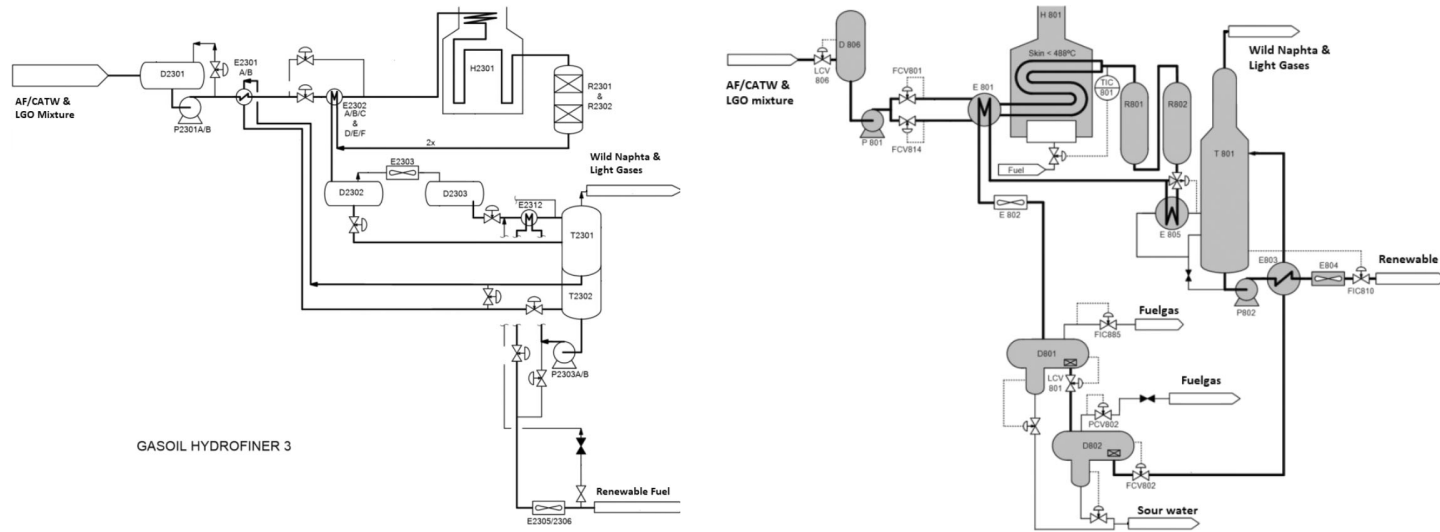 D2301
AF/CATW &
LGO Mixture
P2301A/B
E2301
A/B
E2302
A/B/C
&
D/E/F
H2301
R2301
&
R2302
2x
E2303
D2302
D2303
E2312
Wild Naphta &
Light Gases
T2301
T2302
P2303A/B
GASOIL HYDROFINER 3
Renewable Fuel
E2305/2306
AF/CATW &
LGO mixture
LCV
806
D 806
P 801
FCV801
FCV814
E 801
H 801
Skin < 488ºC
Fuel
TIC
801
R801
R802
Wild Naphta &
Light Gases
T 801
E 802
E 805
E803
E804
Renewable
FIC810
P802
Fuelgas
FIC885
D801
LCV
801
Fuelgas
PCV802
D802
FCV802
Sour water